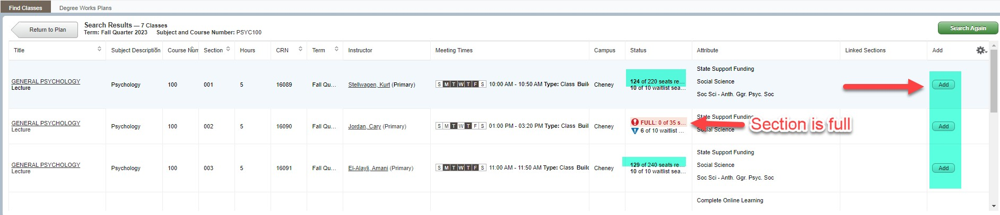 Find Classes Degree Works Plans
Return to Plan
Search Results — 7 Classes
Term: Fall Quarter 2023 Subject and Course Number: PSYC100
Search Again
Title Subject Description Course Num Section Hours CRN Term Instructor Meeting Times Campus Status Attribute Linked Sections Add
GENERAL PSYCHOLOGY
Lecture
Psychology 100 001 5 16089 Fall Qu... Stellwagen, Kurt (Primary) S M T W T F S 10:00 AM - 10:50 AM Type: Class Buil Cheney
124 of 220 seats re...
10 of 10 waitlist sea...
State Support Funding
Social Science
Soc Sci - Anth. Ggr. Psyc. Soc
Add
GENERAL PSYCHOLOGY
Lecture
Psychology 100 002 5 16090 Fall Qu... Jordan, Cary (Primary) S M T W T F S 01:00 PM - 03:20 PM Type: Class Buil Cheney
FULL: 0 of 35 s...
6 of 10 waitlist ...
State Support Funding
Social Science
Section is full
Add
GENERAL PSYCHOLOGY
Lecture
Psychology 100 003 5 16091 Fall Qu... El-Alayli, Amani (Primary) S M T W T F S 11:00 AM - 11:50 AM Type: Class Buil Cheney
129 of 240 seats re...
10 of 10 waitlist sea...
State Support Funding
Social Science
Soc Sci - Anth. Ggr. Psyc. Soc
Add
Complete Online Learning